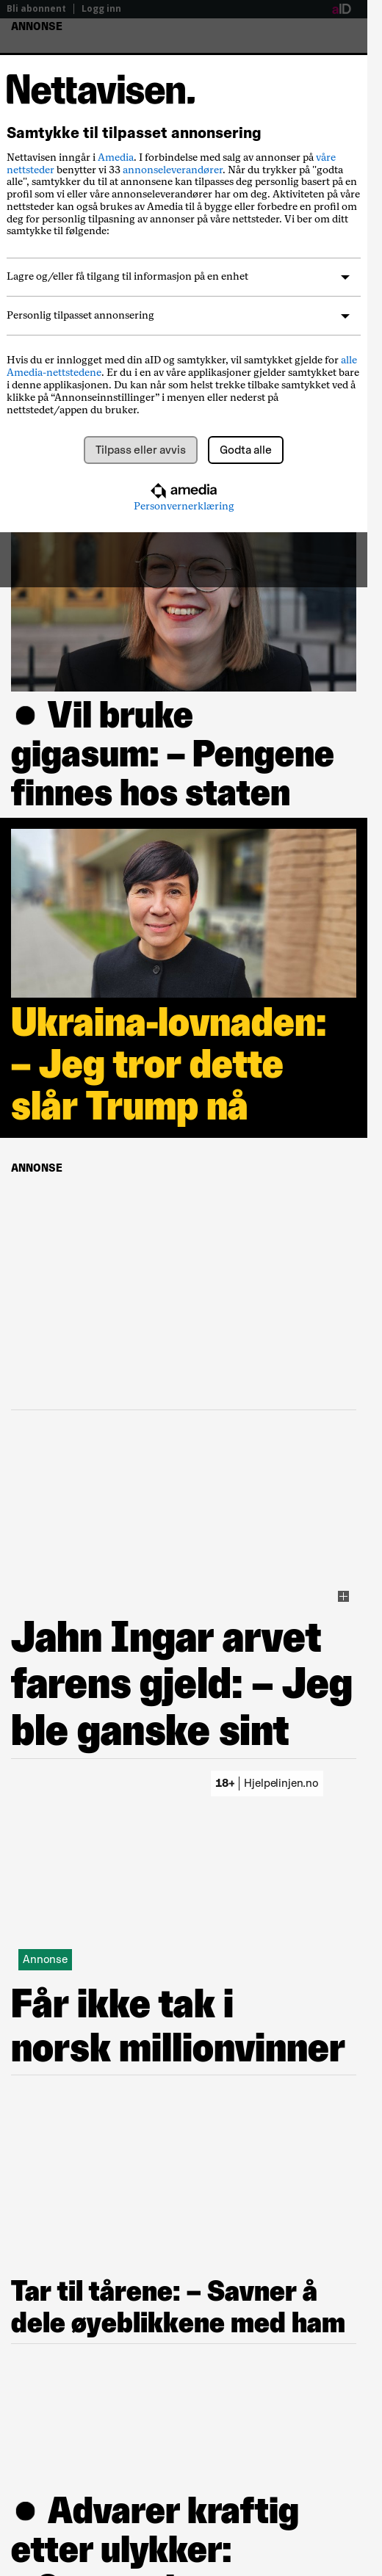 Bli abonnent | Logg inn
aID
ANNONSE
Nettavisen.
Samtykke til tilpasset annonsering
Nettavisen inngår i Amedia. I forbindelse med salg av annonser på våre
nettsteder benytter vi 33 annonseleverandører. Når du trykker på "godta
alle", samtykker du til at annonsene kan tilpasses deg personlig basert på en
profil som vi eller våre annonseleverandører har om deg. Aktiviteten på våre
nettsteder kan også brukes av Amedia til å bygge eller forbedre en profil om
deg for personlig tilpasning av annonser på våre nettsteder. Vi ber om ditt
samtykke til følgende:
Lagre og/eller få tilgang til informasjon på en enhet
Personlig tilpasset annonsering
Hvis du er innlogget med din aID og samtykker, vil samtykket gjelde for alle
Amedia-nettstedene. Er du i en av våre applikasjoner gjelder samtykket bare
i denne applikasjonen. Du kan når som helst trekke tilbake samtykket ved å
klikke på “Annonseinnstillinger” i menyen eller nederst på
nettstedet/appen du bruker.
Tilpass eller avvis
Godta alle
amedia
Personvernerklæring
● Vil bruke
gigasum: – Pengene
finnes hos staten
Ukraina-lovnaden:
– Jeg tror dette
slår Trump nå
ANNONSE
Jahn Ingar arvet
farens gjeld: – Jeg
ble ganske sint
18+ | Hjelpelinjen.no
Annonse
Får ikke tak i
norsk millionvinner
Tar til tårene: – Savner å
dele øyeblikkene med ham
● Advarer kraftig
etter ulykker: